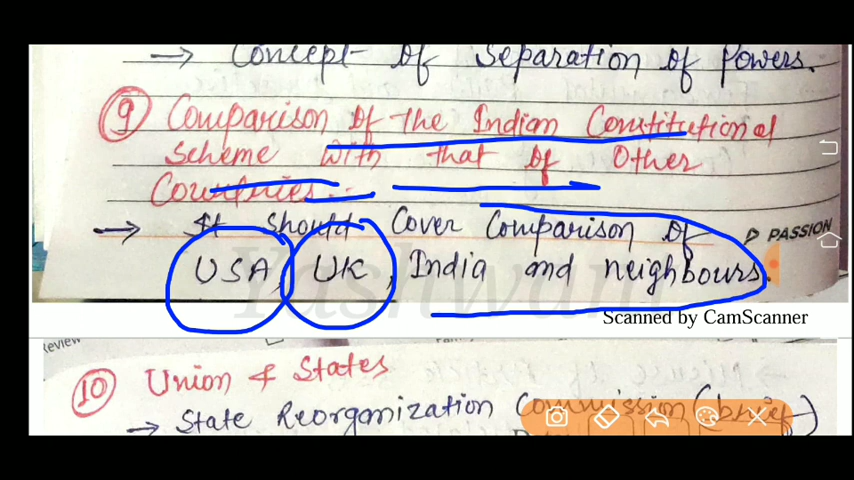 → Concept of Separation of Powers.
⑨ Comparison of the Indian Constitutional
Scheme with that of Other
Countries...
→ It should Cover Comparison of
▷ PASSION
USA, UK, India and neighbours.
Yashwani
Scanned by CamScanner
Review
⑩ Union & States
→ State Reorganization Commission (brief)